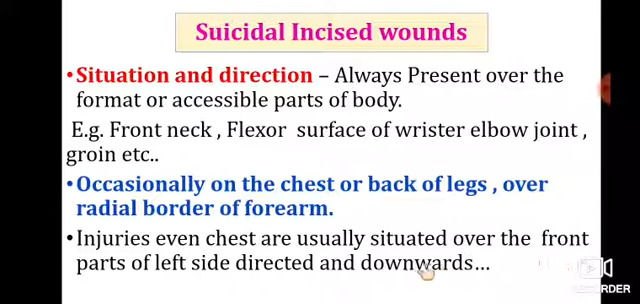 Suicidal Incised wounds
•Situation and direction – Always Present over the
format or accessible parts of body.
E.g. Front neck , Flexor surface of wrister elbow joint ,
groin etc..
•Occasionally on the chest or back of legs , over
radial border of forearm.
•Injuries even chest are usually situated over the front
parts of left side directed and downwards...